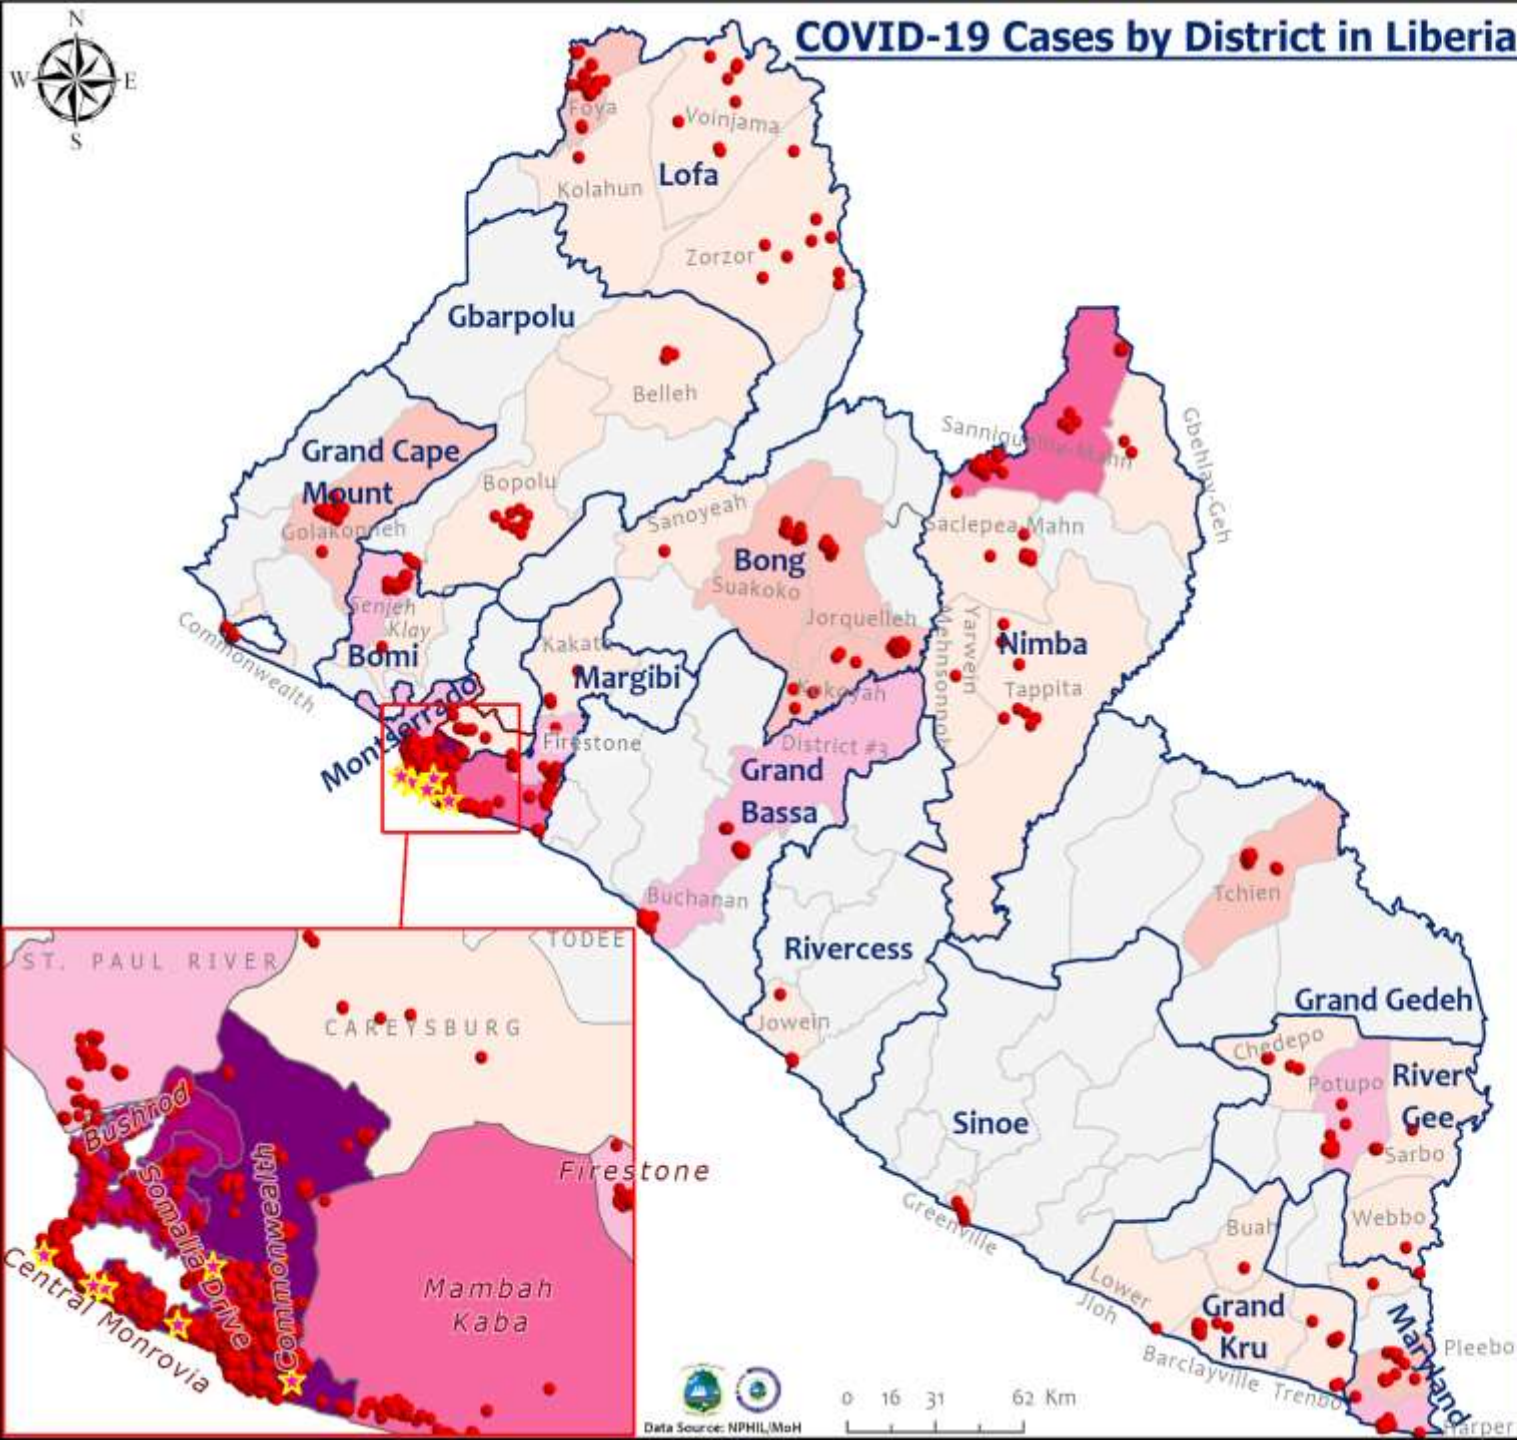 COVID-19 Cases by District in Liberia
N
W
E
S
Foya
Voinjama
Lofa
Kolahun
Zorzor
Gbarpolu
Belleh
Grand Cape
Mount
Golakonneh
Bopolu
Sanoyeah
Sanniquellie-Mahn
Gbehlay-Geh
Saclepea Mahn
Bong
Suakoko
Jorquelleh
Kokoyah
Senjeh
Klay
Bomi
Commonwealth
Kakata
Margibi
Firestone
Montserrado
Mehnsonnoh
Yarwein
Nimba
Tappita
District #3
Grand
Bassa
Buchanan
Tchien
Rivercess
Jowein
Grand Gedeh
Chedepo
Potupo
River
Gee
Sarbo
Sinoe
Greenville
Webbo
Buah
Lower
Jloh
Grand
Kru
Barclayville
Trenbo
Maryland
Pleebo
Harper
TODEE
ST. PAUL RIVER
CAREYSBURG
Bushrod
Somalia Drive
Commonwealth
Central Monrovia
Firestone
Mambah
Kaba
Data Source: NPHIL/MoH
0 16 31 62 Km